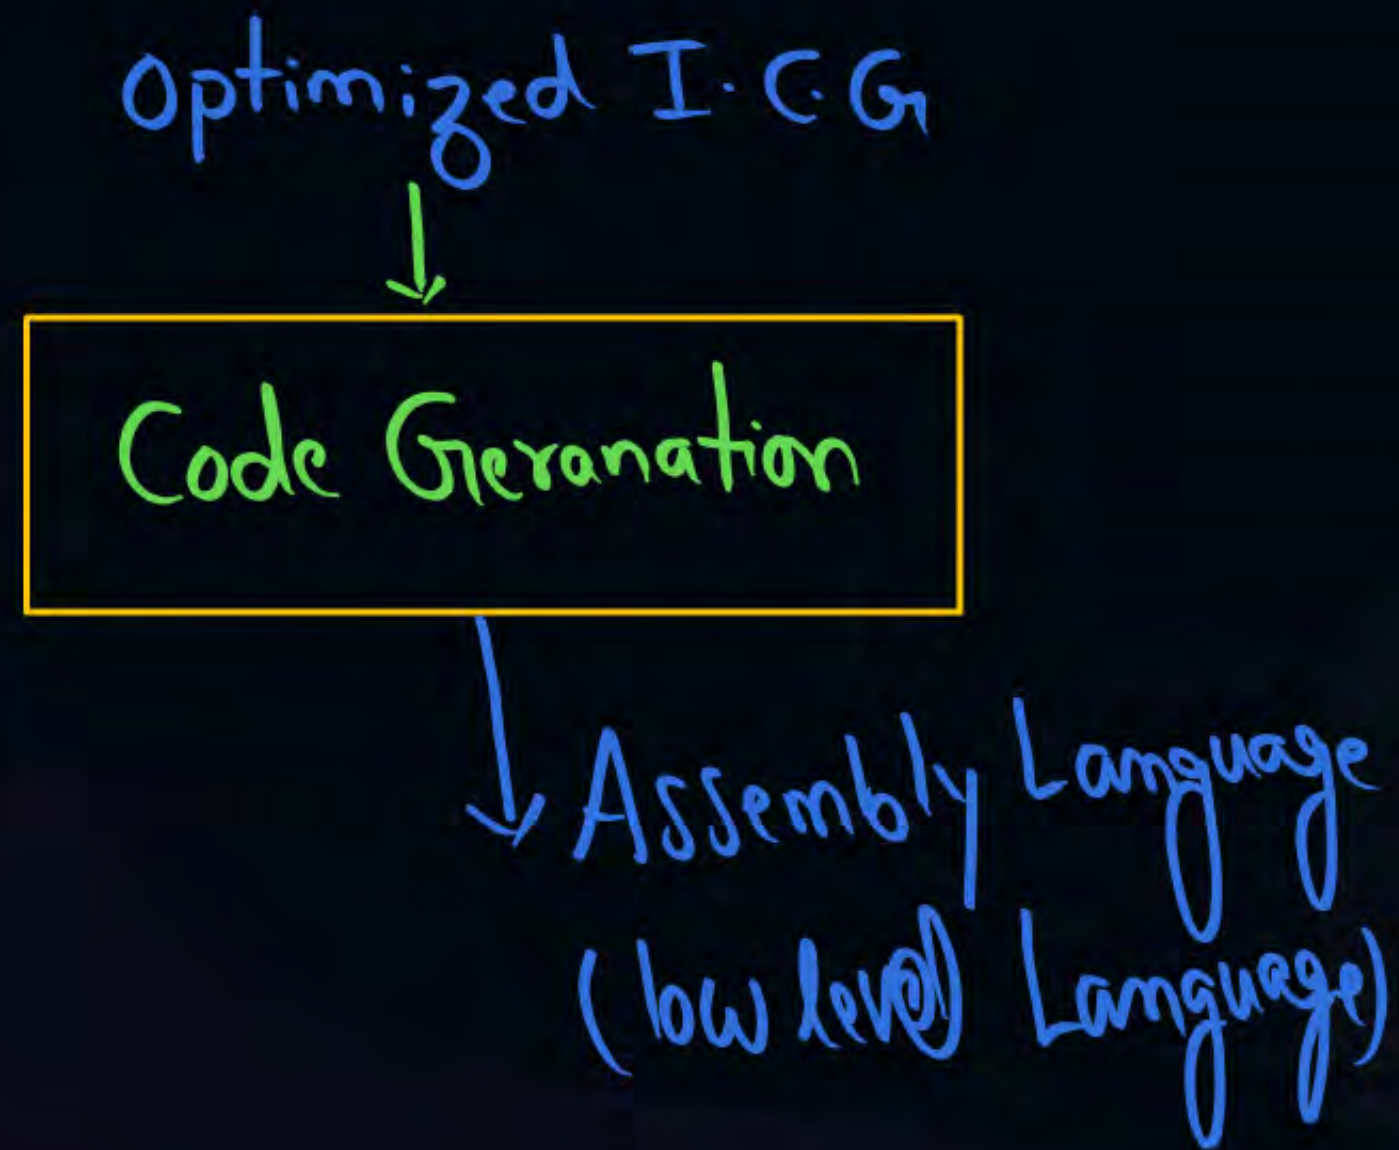 Optimized I.C.G
Code Geranation
Assembly Language
(low level Language)